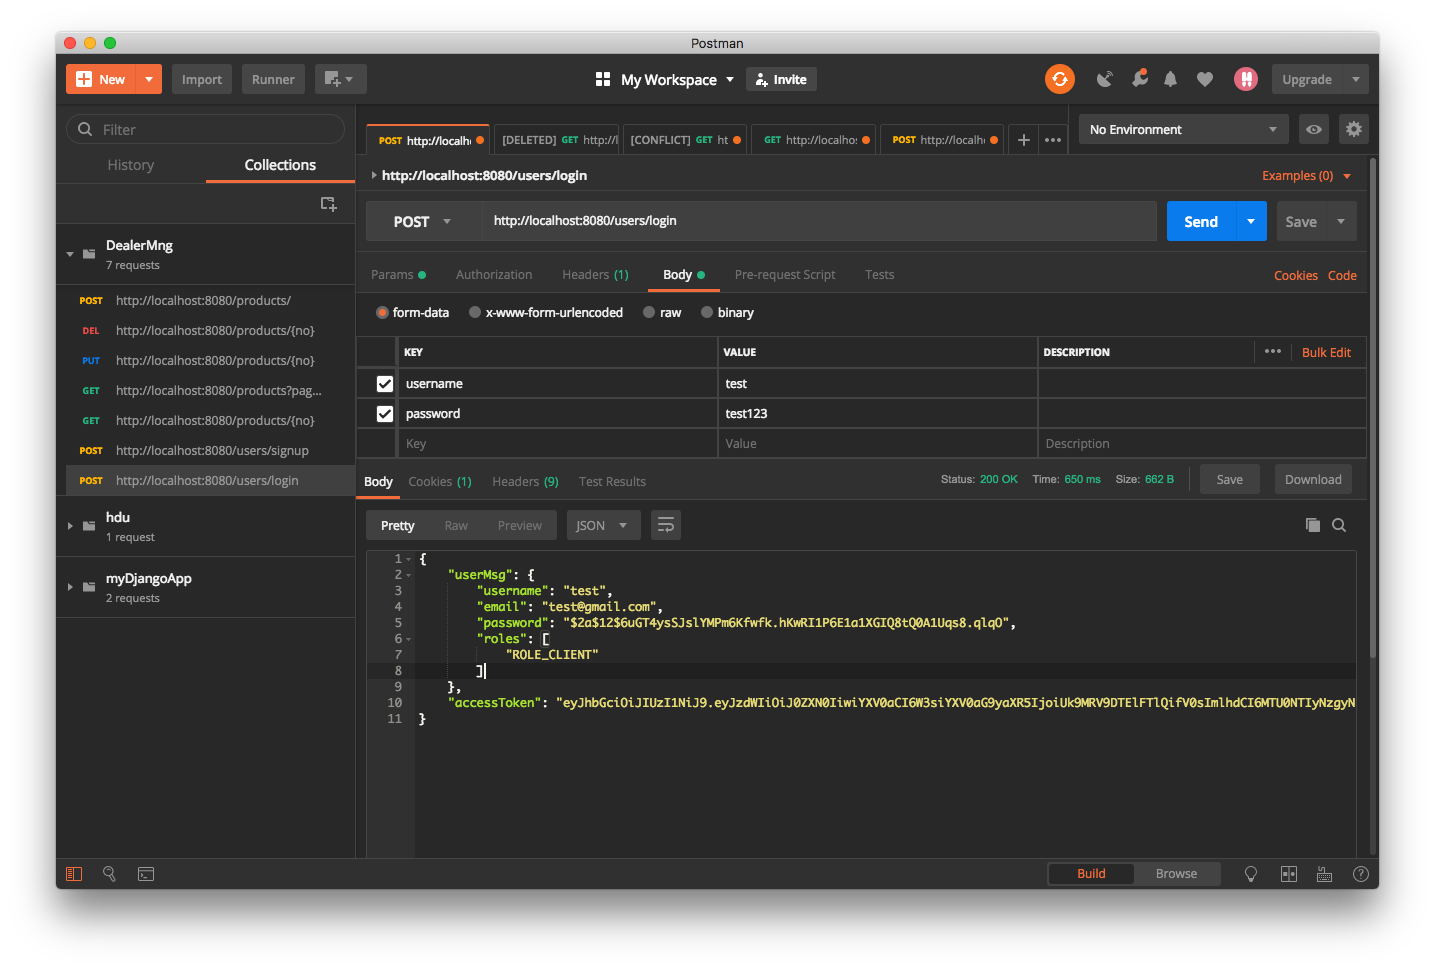 Postman
New
Import
Runner
My Workspace
Invite
Upgrade
Filter
History
Collections
DealerMng
7 requests
POST http://localhost:8080/products/
DEL http://localhost:8080/products/{no}
PUT http://localhost:8080/products/{no}
GET http://localhost:8080/products?pag...
GET http://localhost:8080/products/{no}
POST http://localhost:8080/users/signup
POST http://localhost:8080/users/login
hdu
1 request
myDjangoApp
2 requests
POST http://localh
[DELETED] GET http://l
[CONFLICT] GET ht
GET http://localhos
POST http://localho
No Environment
http://localhost:8080/users/login
Examples (0)
POST
http://localhost:8080/users/login
Send
Save
Params
Authorization
Headers (1)
Body
Pre-request Script
Tests
Cookies
Code
form-data
x-www-form-urlencoded
raw
binary
KEY VALUE DESCRIPTION ••• Bulk Edit
username test
password test123
Key Value Description
Body
Cookies (1)
Headers (9)
Test Results
Status: 200 OK
Time: 650 ms
Size: 662 B
Save
Download
Pretty
Raw
Preview
JSON
1 {
2 "userMsg": {
3 "username": "test",
4 "email": "test@gmail.com",
5 "password": "$2a$12$6uGT4ysSJslYMPm6Kfwfk.hKwRI1P6E1a1XGIQ8tQ0A1Uqs8.qlqO",
6 "roles": [
7 "ROLE_CLIENT"
8 ]
9 },
10 "accessToken": "eyJhbGciOiJIUzI1NiJ9.eyJzdWIiOiJ0ZXN0IiwiYXV0aCI6W3siYXV0aG9yaXR5IjoiUk9MRV9DTElFTlQifV0sImlhdCI6MTU0NTIyNzgyN
11 }
Build
Browse